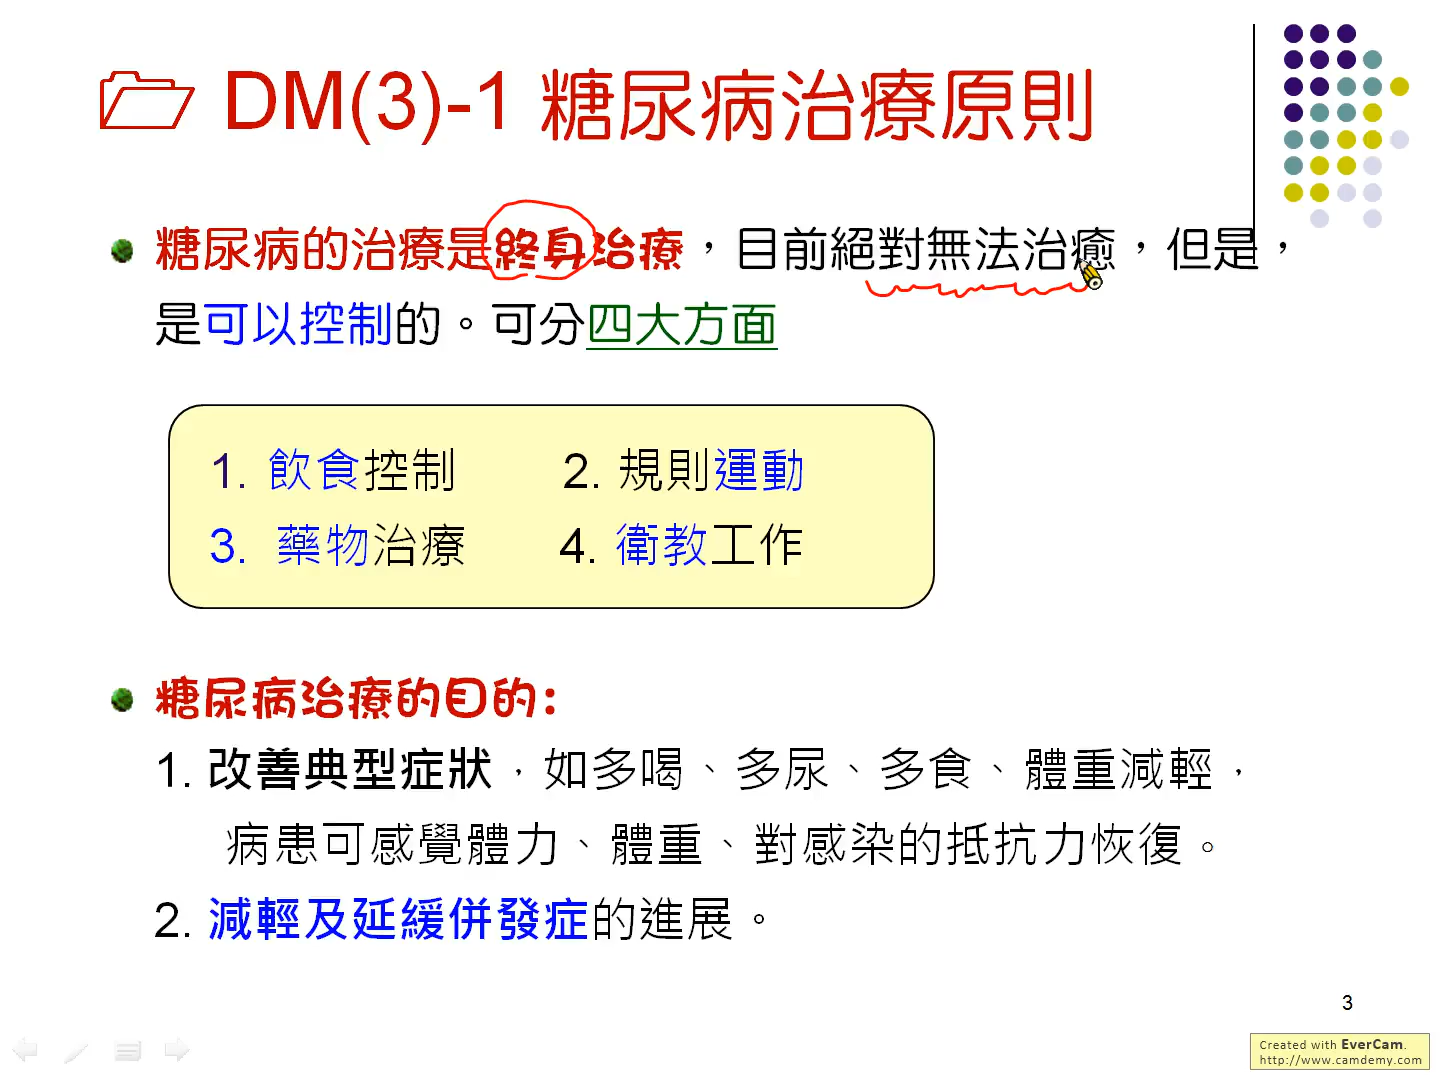 DM(3)-1 糖尿病治療原則
糖尿病的治療是終身治療，目前絕對無法治癒，但是，
是可以控制的。可分四大方面
1. 飲食控制 2. 規則運動
3. 藥物治療 4. 衛教工作
糖尿病治療的目的:
1. 改善典型症狀，如多喝、多尿、多食、體重減輕，
病患可感覺體力、體重、對感染的抵抗力恢復。
2. 減輕及延緩併發症的進展。
3
Created with EverCam.
http://www.camdemy.com